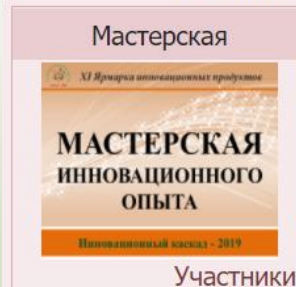 Мастерская
XI Ярмарка инновационных продуктов
МАСТЕРСКАЯ
ИННОВАЦИОННОГО
ОПЫТА
Инновационный каскад - 2019
Участники